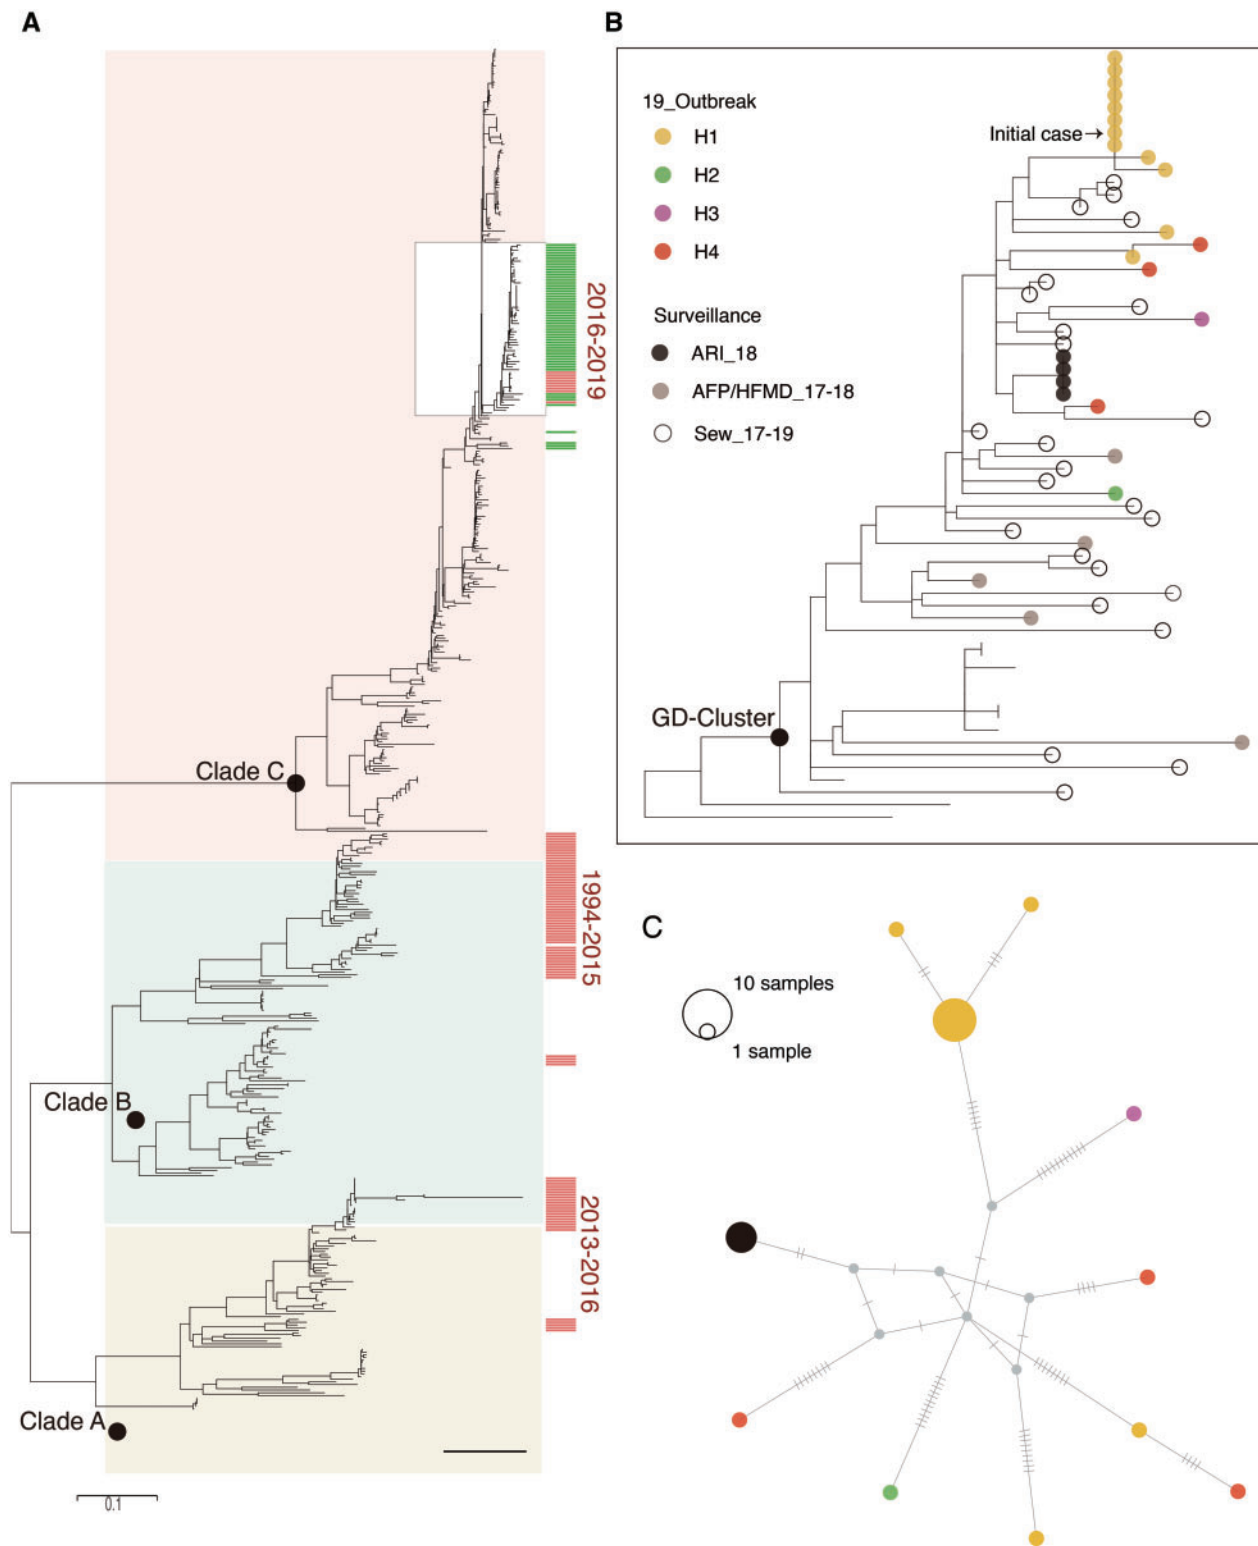 A
B
19_Outbreak
H1
H2
H3
H4
Surveillance
ARI_18
AFP/HFMD_17-18
Sew_17-19
Initial case→
GD-Cluster
2016-2019
1994-2015
2013-2016
Clade C
Clade B
Clade A
0.1
C
10 samples
1 sample